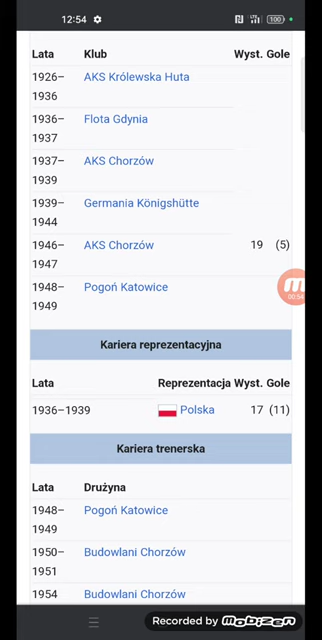 12:54
100
Lata Klub Wyst. Gole
1926– AKS Królewska Huta
1936
1936– Flota Gdynia
1937
1937– AKS Chorzów
1939
1939– Germania Königshütte
1944
1946– AKS Chorzów 19 (5)
1947
1948– Pogoń Katowice
1949
00:54
Kariera reprezentacyjna
Lata Reprezentacja Wyst. Gole
1936–1939 Polska 17 (11)
Kariera trenerska
Lata Drużyna
1948– Pogoń Katowice
1949
1950– Budowlani Chorzów
1951
1954 Budowlani Chorzów
Recorded by Mobizen